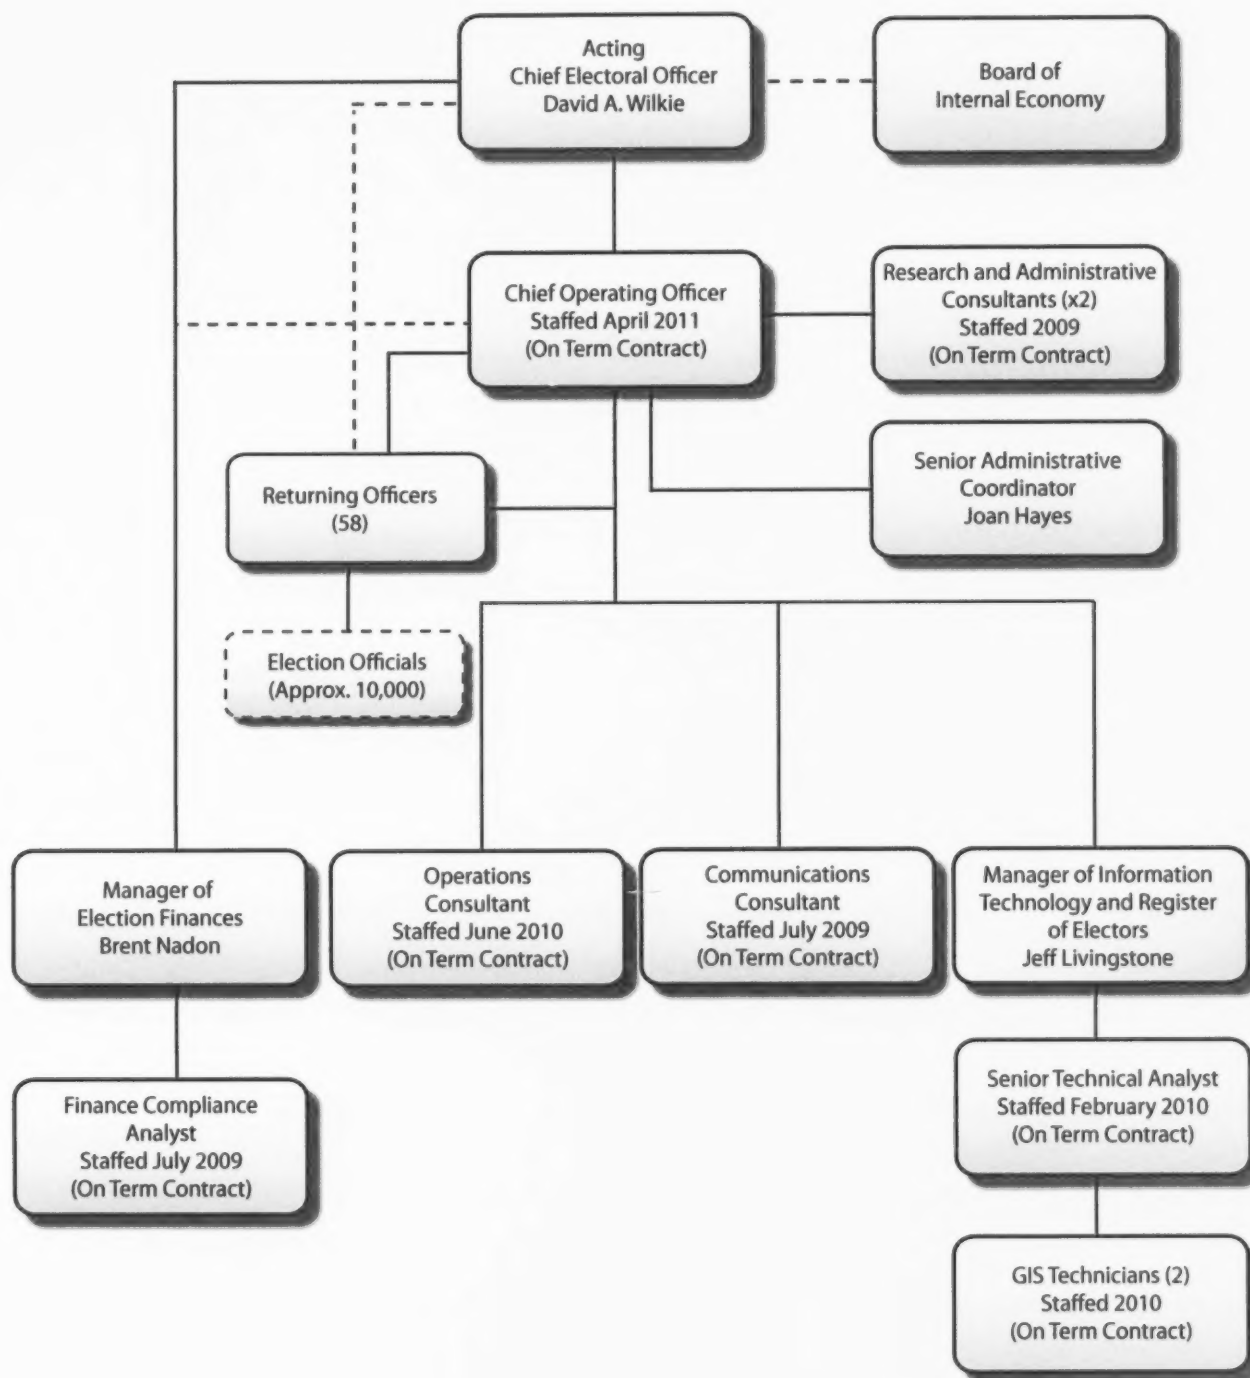 Acting
Chief Electoral Officer
David A. Wilkie
Board of
Internal Economy
Chief Operating Officer
Staffed April 2011
(On Term Contract)
Research and Administrative
Consultants (x2)
Staffed 2009
(On Term Contract)
Returning Officers
(58)
Senior Administrative
Coordinator
Joan Hayes
Election Officials
(Approx. 10,000)
Manager of
Election Finances
Brent Nadon
Operations
Consultant
Staffed June 2010
(On Term Contract)
Communications
Consultant
Staffed July 2009
(On Term Contract)
Manager of Information
Technology and Register
of Electors
Jeff Livingstone
Finance Compliance
Analyst
Staffed July 2009
(On Term Contract)
Senior Technical Analyst
Staffed February 2010
(On Term Contract)
GIS Technicians (2)
Staffed 2010
(On Term Contract)